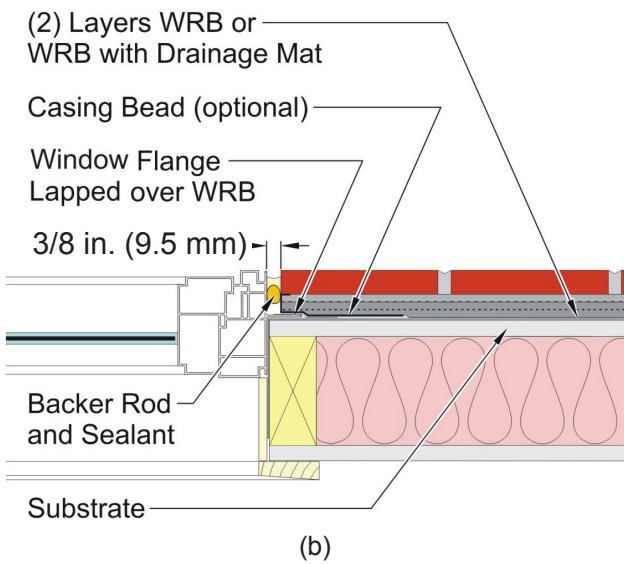 (2) Layers WRB or
WRB with Drainage Mat
Casing Bead (optional)
Window Flange
Lapped over WRB
3/8 in. (9.5 mm)
Backer Rod
and Sealant
Substrate
(b)